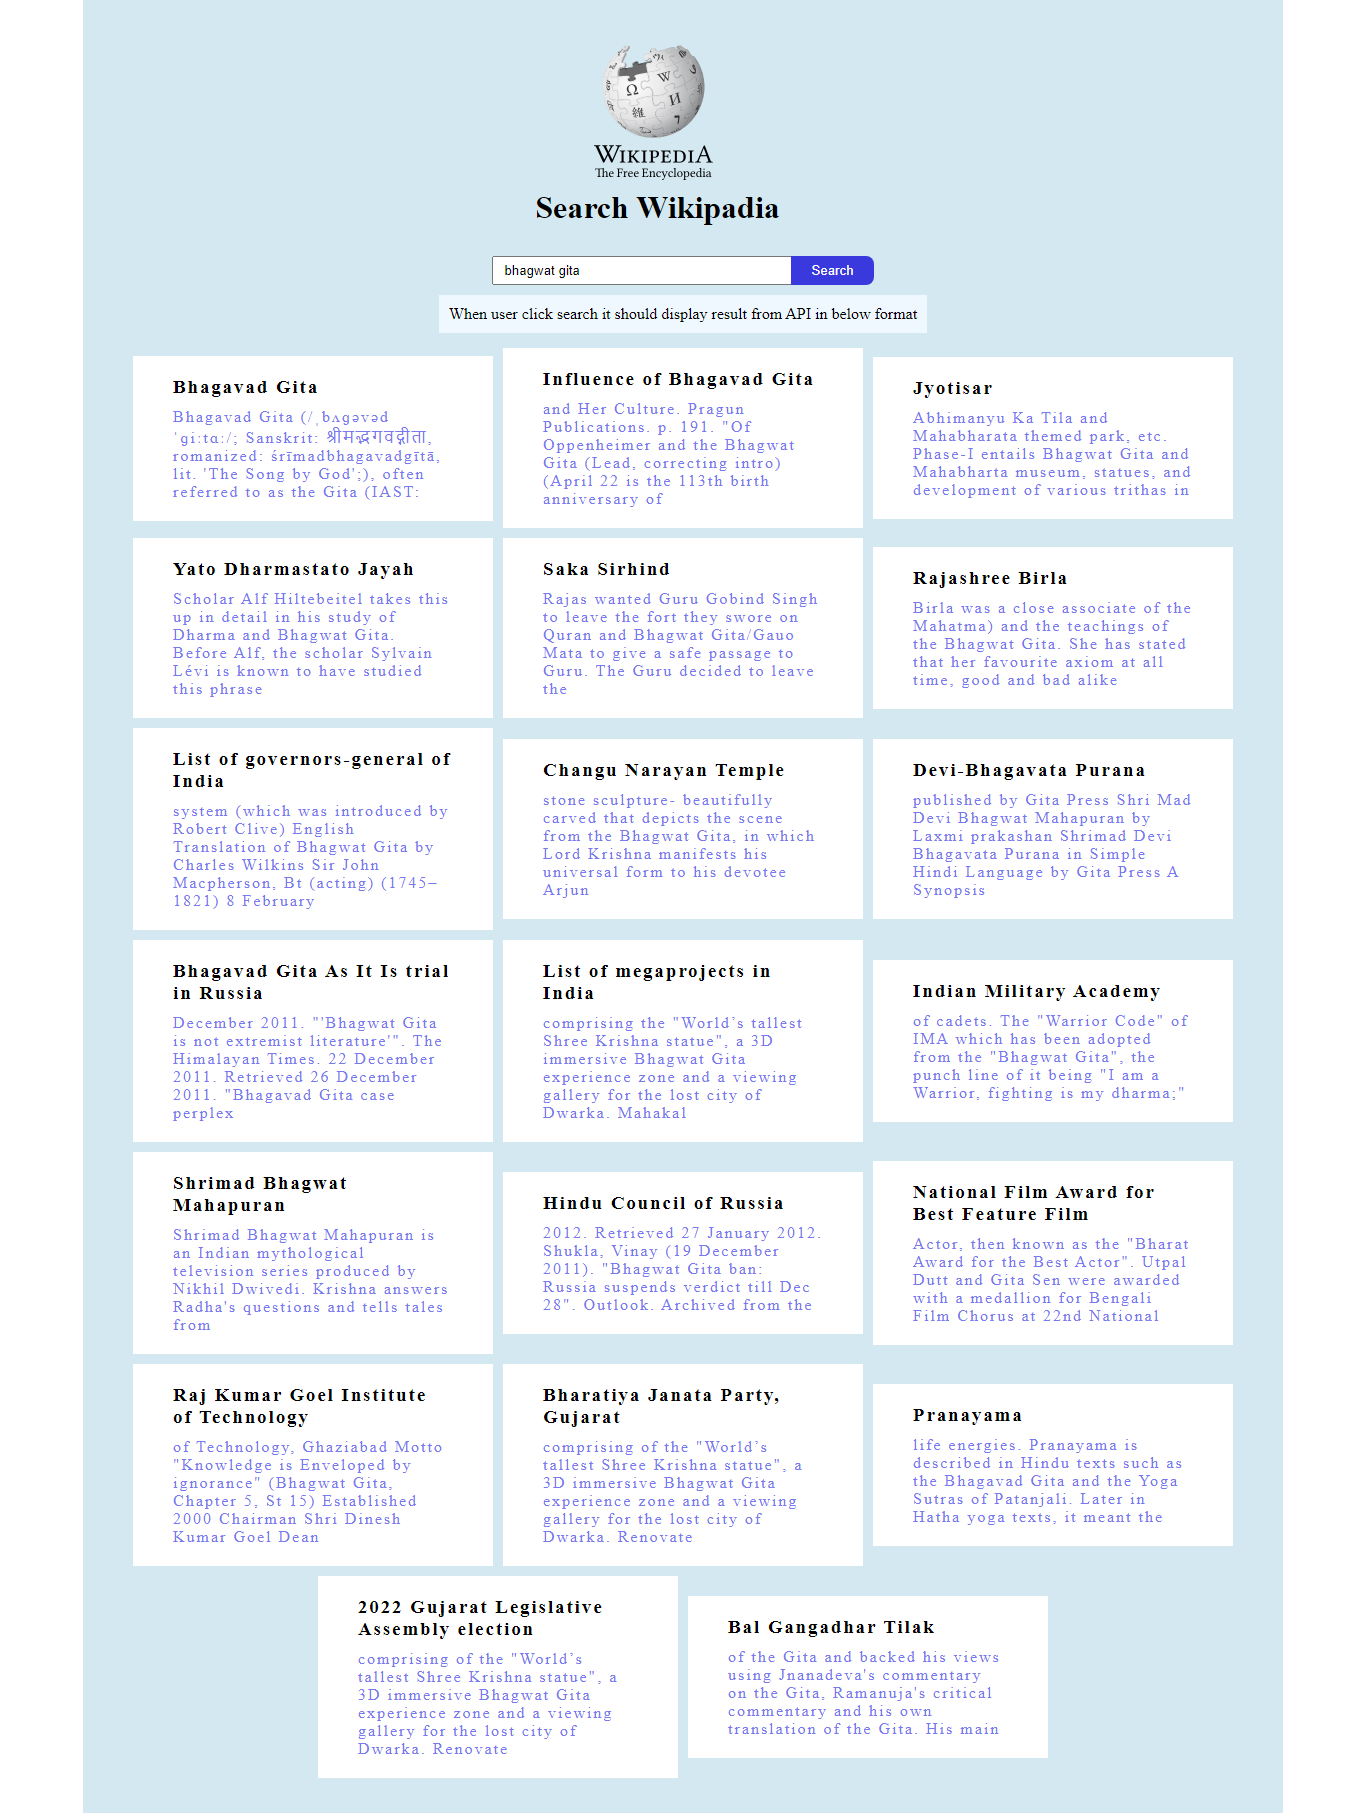 WIKIPEDIA
The Free Encyclopedia
Search Wikipadia
bhagwat gita
Search
When user click search it should display result from API in below format
Bhagavad Gita
Bhagavad Gita (/ˌbʌɡəvəd
ˈɡiːtɑː/; Sanskrit: श्रीमद्भगवद्गीता,
romanized: śrīmadbhagavadgītā,
lit. 'The Song by God';), often
referred to as the Gita (IAST:
Influence of Bhagavad Gita
and Her Culture. Pragun
Publications. p. 191. "Of
Oppenheimer and the Bhagwat
Gita (Lead, correcting intro)
(April 22 is the 113th birth
anniversary of
Jyotisar
Abhimanyu Ka Tila and
Mahabharata themed park, etc.
Phase-I entails Bhagwat Gita and
Mahabharta museum, statues, and
development of various trithas in
Yato Dharmastato Jayah
Scholar Alf Hiltebeitel takes this
up in detail in his study of
Dharma and Bhagwat Gita.
Before Alf, the scholar Sylvain
Lévi is known to have studied
this phrase
Saka Sirhind
Rajas wanted Guru Gobind Singh
to leave the fort they swore on
Quran and Bhagwat Gita/Gauo
Mata to give a safe passage to
Guru. The Guru decided to leave
the
Rajashree Birla
Birla was a close associate of the
Mahatma) and the teachings of
the Bhagwat Gita. She has stated
that her favourite axiom at all
time, good and bad alike
List of governors-general of
India
system (which was introduced by
Robert Clive) English
Translation of Bhagwat Gita by
Charles Wilkins Sir John
Macpherson, Bt (acting) (1745–
1821) 8 February
Changu Narayan Temple
stone sculpture- beautifully
carved that depicts the scene
from the Bhagwat Gita, in which
Lord Krishna manifests his
universal form to his devotee
Arjun
Devi-Bhagavata Purana
published by Gita Press Shri Mad
Devi Bhagwat Mahapuran by
Laxmi prakashan Shrimad Devi
Bhagavata Purana in Simple
Hindi Language by Gita Press A
Synopsis
Bhagavad Gita As It Is trial
in Russia
December 2011. "'Bhagwat Gita
is not extremist literature'". The
Himalayan Times. 22 December
2011. Retrieved 26 December
2011. "Bhagavad Gita case
perplex
List of megaprojects in
India
comprising the "World’s tallest
Shree Krishna statue", a 3D
immersive Bhagwat Gita
experience zone and a viewing
gallery for the lost city of
Dwarka. Mahakal
Indian Military Academy
of cadets. The "Warrior Code" of
IMA which has been adopted
from the "Bhagwat Gita", the
punch line of it being "I am a
Warrior, fighting is my dharma;"
Shrimad Bhagwat
Mahapuran
Shrimad Bhagwat Mahapuran is
an Indian mythological
television series produced by
Nikhil Dwivedi. Krishna answers
Radha's questions and tells tales
from
Hindu Council of Russia
2012. Retrieved 27 January 2012.
Shukla, Vinay (19 December
2011). "Bhagwat Gita ban:
Russia suspends verdict till Dec
28". Outlook. Archived from the
National Film Award for
Best Feature Film
Actor, then known as the "Bharat
Award for the Best Actor". Utpal
Dutt and Gita Sen were awarded
with a medallion for Bengali
Film Chorus at 22nd National
Raj Kumar Goel Institute
of Technology
of Technology, Ghaziabad Motto
"Knowledge is Enveloped by
ignorance" (Bhagwat Gita,
Chapter 5, St 15) Established
2000 Chairman Shri Dinesh
Kumar Goel Dean
Bharatiya Janata Party,
Gujarat
comprising of the "World’s
tallest Shree Krishna statue", a
3D immersive Bhagwat Gita
experience zone and a viewing
gallery for the lost city of
Dwarka. Renovate
Pranayama
life energies. Pranayama is
described in Hindu texts such as
the Bhagavad Gita and the Yoga
Sutras of Patanjali. Later in
Hatha yoga texts, it meant the
2022 Gujarat Legislative
Assembly election
comprising of the "World’s
tallest Shree Krishna statue", a
3D immersive Bhagwat Gita
experience zone and a viewing
gallery for the lost city of
Dwarka. Renovate
Bal Gangadhar Tilak
of the Gita and backed his views
using Jnanadeva's commentary
on the Gita, Ramanuja's critical
commentary and his own
translation of the Gita. His main